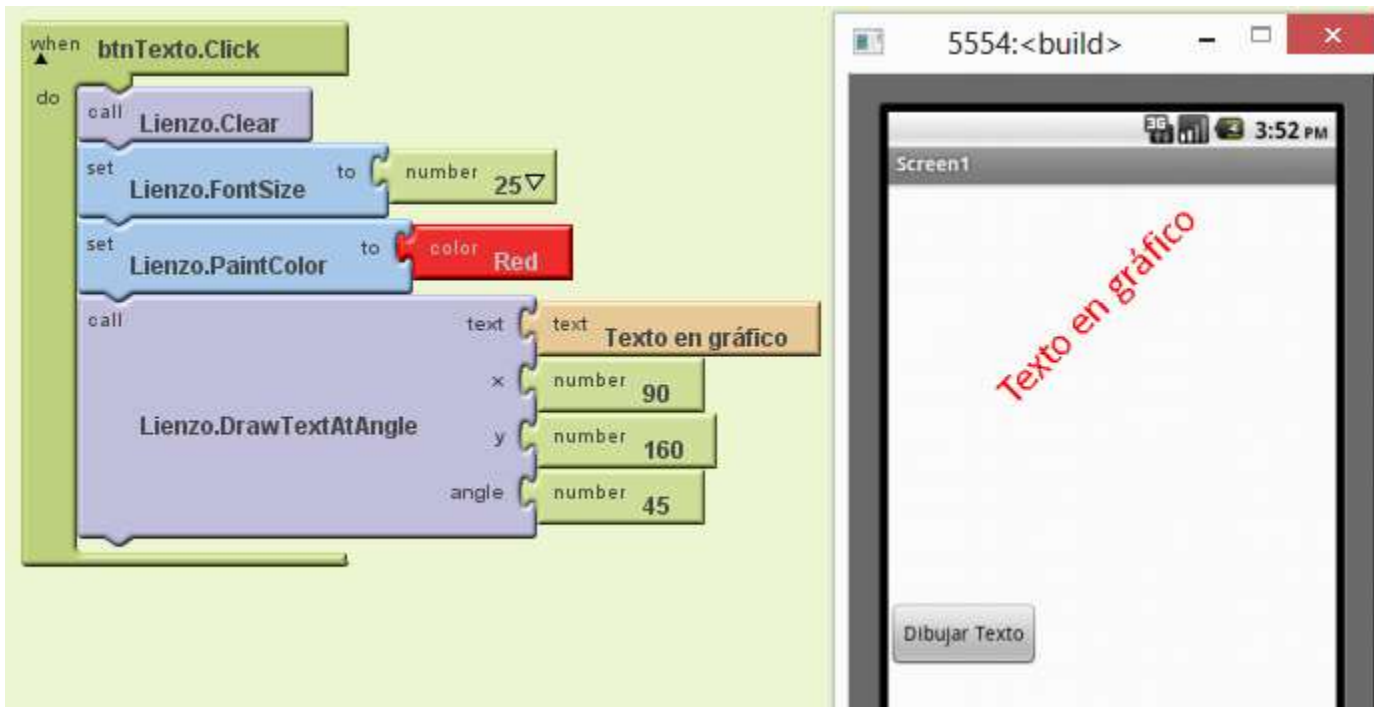 when btnTexto.Click
do
call Lienzo.Clear
set Lienzo.FontSize to number 25
set Lienzo.PaintColor to color Red
call Lienzo.DrawTextAtAngle
text text Texto en gráfico
x number 90
y number 160
angle number 45
5554:<build>
3G 3:52 PM
Screen1
Texto en gráfico
Dibujar Texto